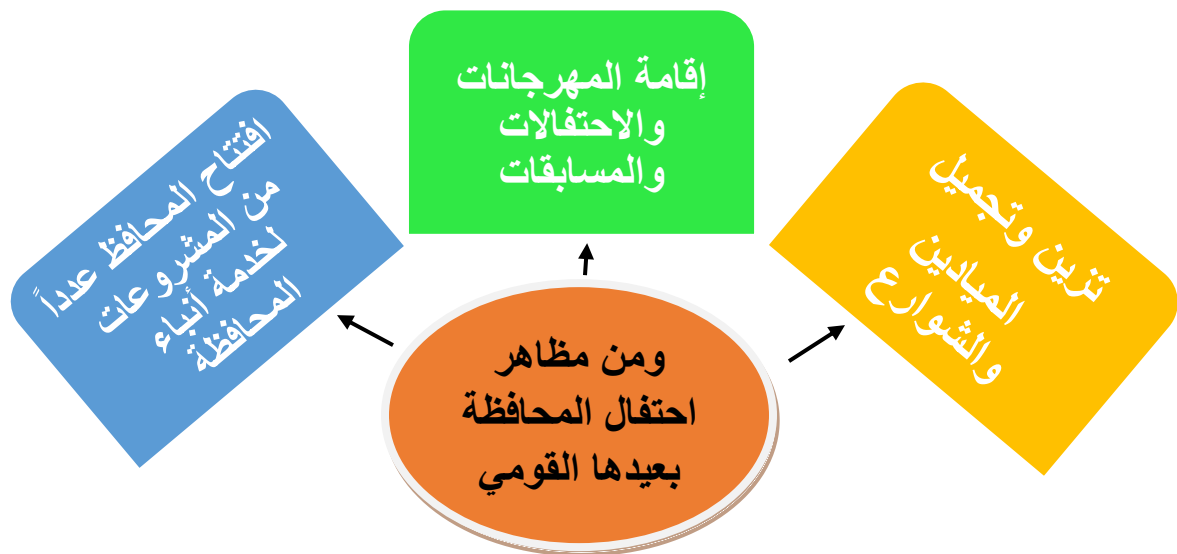 إقامة المهرجانات
والاحتفالات
والمسابقات
تزين وتجميل
الميادين
والشوارع
افتتاح المحافظ عدداً
من المشروعات
لخدمة أنباء
المحافظة
ومن مظاهر
احتفال المحافظة
بعيدها القومي